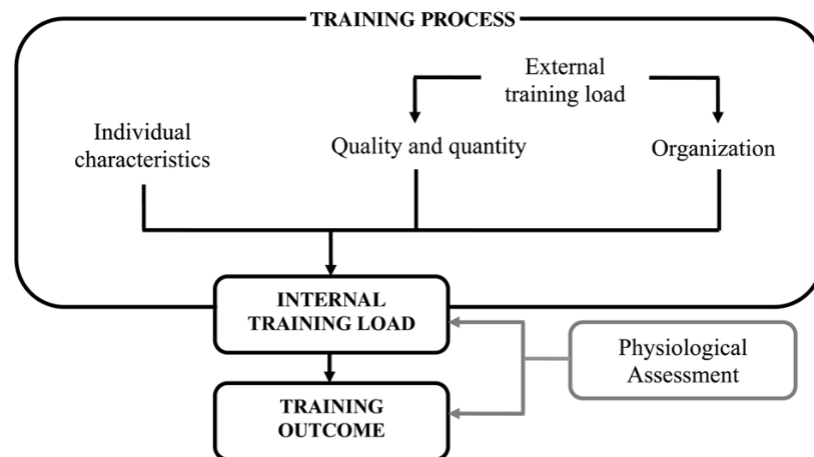 TRAINING PROCESS
External
training load
Individual
characteristics
Quality and quantity
Organization
INTERNAL
TRAINING LOAD
Physiological
Assessment
TRAINING
OUTCOME